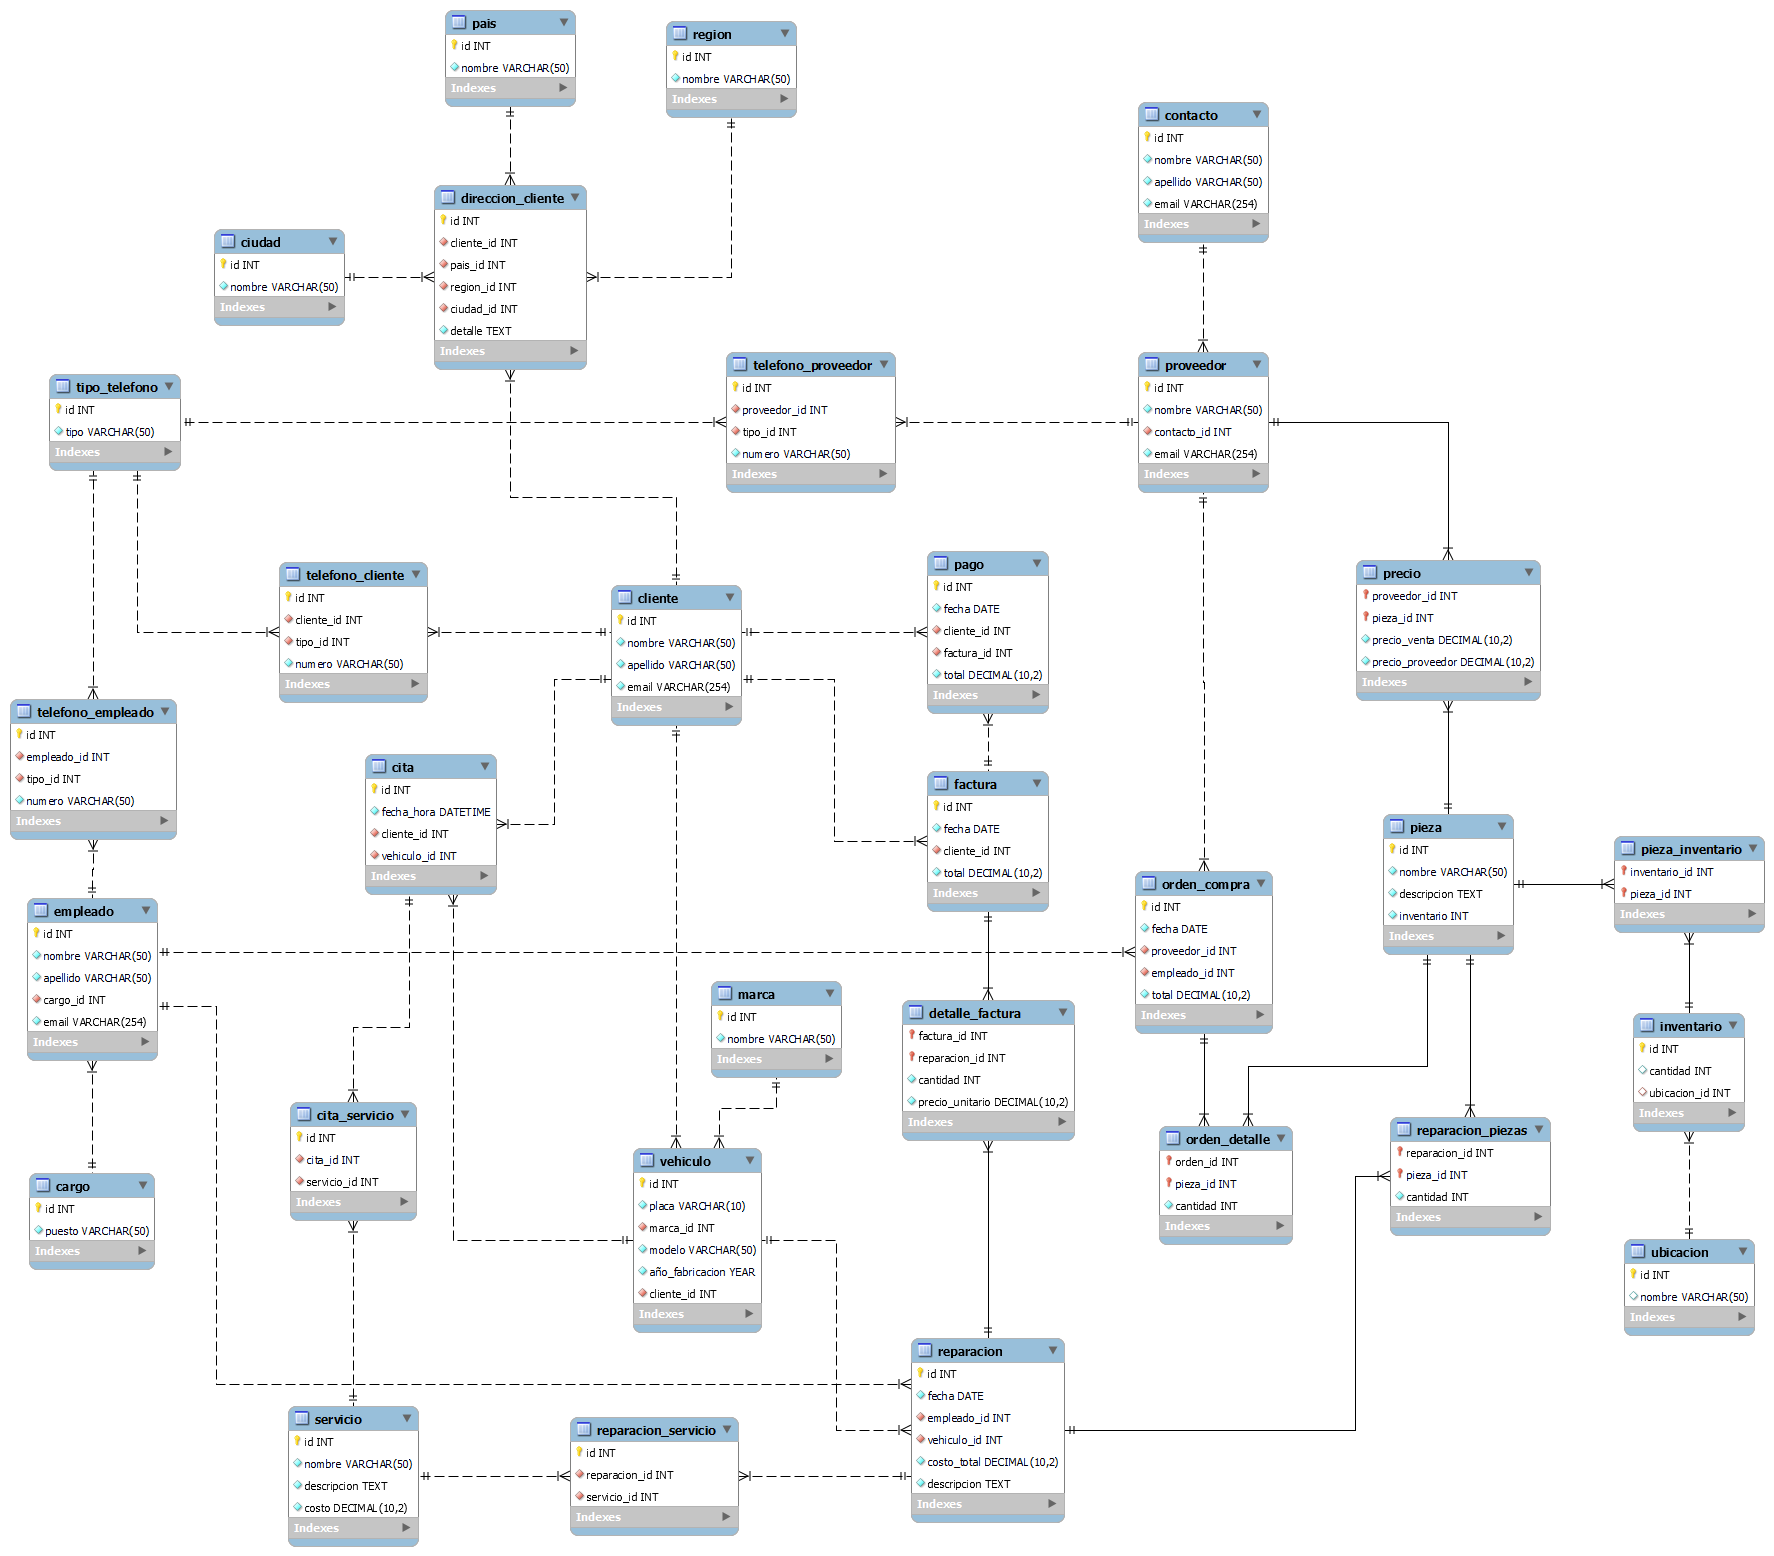 pais
id INT
nombre VARCHAR(50)
Indexes
region
id INT
nombre VARCHAR(50)
Indexes
contacto
id INT
nombre VARCHAR(50)
apellido VARCHAR(50)
email VARCHAR(254)
Indexes
direccion_cliente
id INT
cliente_id INT
pais_id INT
region_id INT
ciudad_id INT
detalle TEXT
Indexes
ciudad
id INT
nombre VARCHAR(50)
Indexes
tipo_telefono
id INT
tipo VARCHAR(50)
Indexes
telefono_proveedor
id INT
proveedor_id INT
tipo_id INT
numero VARCHAR(50)
Indexes
proveedor
id INT
nombre VARCHAR(50)
contacto_id INT
email VARCHAR(254)
Indexes
telefono_cliente
id INT
cliente_id INT
tipo_id INT
numero VARCHAR(50)
Indexes
cliente
id INT
nombre VARCHAR(50)
apellido VARCHAR(50)
email VARCHAR(254)
Indexes
pago
id INT
fecha DATE
cliente_id INT
factura_id INT
total DECIMAL(10,2)
Indexes
precio
proveedor_id INT
pieza_id INT
precio_venta DECIMAL(10,2)
precio_proveedor DECIMAL(10,2)
Indexes
telefono_empleado
id INT
empleado_id INT
tipo_id INT
numero VARCHAR(50)
Indexes
cita
id INT
fecha_hora DATETIME
cliente_id INT
vehiculo_id INT
Indexes
factura
id INT
fecha DATE
cliente_id INT
total DECIMAL(10,2)
Indexes
pieza
id INT
nombre VARCHAR(50)
descripcion TEXT
inventario INT
Indexes
pieza_inventario
inventario_id INT
pieza_id INT
Indexes
orden_compra
id INT
fecha DATE
proveedor_id INT
empleado_id INT
total DECIMAL(10,2)
Indexes
empleado
id INT
nombre VARCHAR(50)
apellido VARCHAR(50)
cargo_id INT
email VARCHAR(254)
Indexes
marca
id INT
nombre VARCHAR(50)
Indexes
detalle_factura
factura_id INT
reparacion_id INT
cantidad INT
precio_unitario DECIMAL(10,2)
Indexes
inventario
id INT
cantidad INT
ubicacion_id INT
Indexes
cita_servicio
id INT
cita_id INT
servicio_id INT
Indexes
orden_detalle
orden_id INT
pieza_id INT
cantidad INT
Indexes
reparacion_piezas
reparacion_id INT
pieza_id INT
cantidad INT
Indexes
cargo
id INT
puesto VARCHAR(50)
Indexes
vehiculo
id INT
placa VARCHAR(10)
marca_id INT
modelo VARCHAR(50)
año_fabricacion YEAR
cliente_id INT
Indexes
ubicacion
id INT
nombre VARCHAR(50)
Indexes
reparacion
id INT
fecha DATE
empleado_id INT
vehiculo_id INT
costo_total DECIMAL(10,2)
descripcion TEXT
Indexes
servicio
id INT
nombre VARCHAR(50)
descripcion TEXT
costo DECIMAL(10,2)
Indexes
reparacion_servicio
id INT
reparacion_id INT
servicio_id INT
Indexes